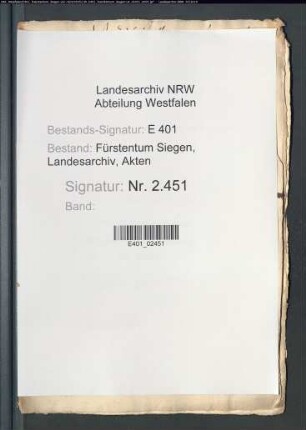 Landesarchiv NRW
Abteilung Westfalen
Bestands-Signatur: E 401
Bestand: Fürstentum Siegen,
Landesarchiv, Akten
Signatur: Nr. 2.451
Band:
E401_02451